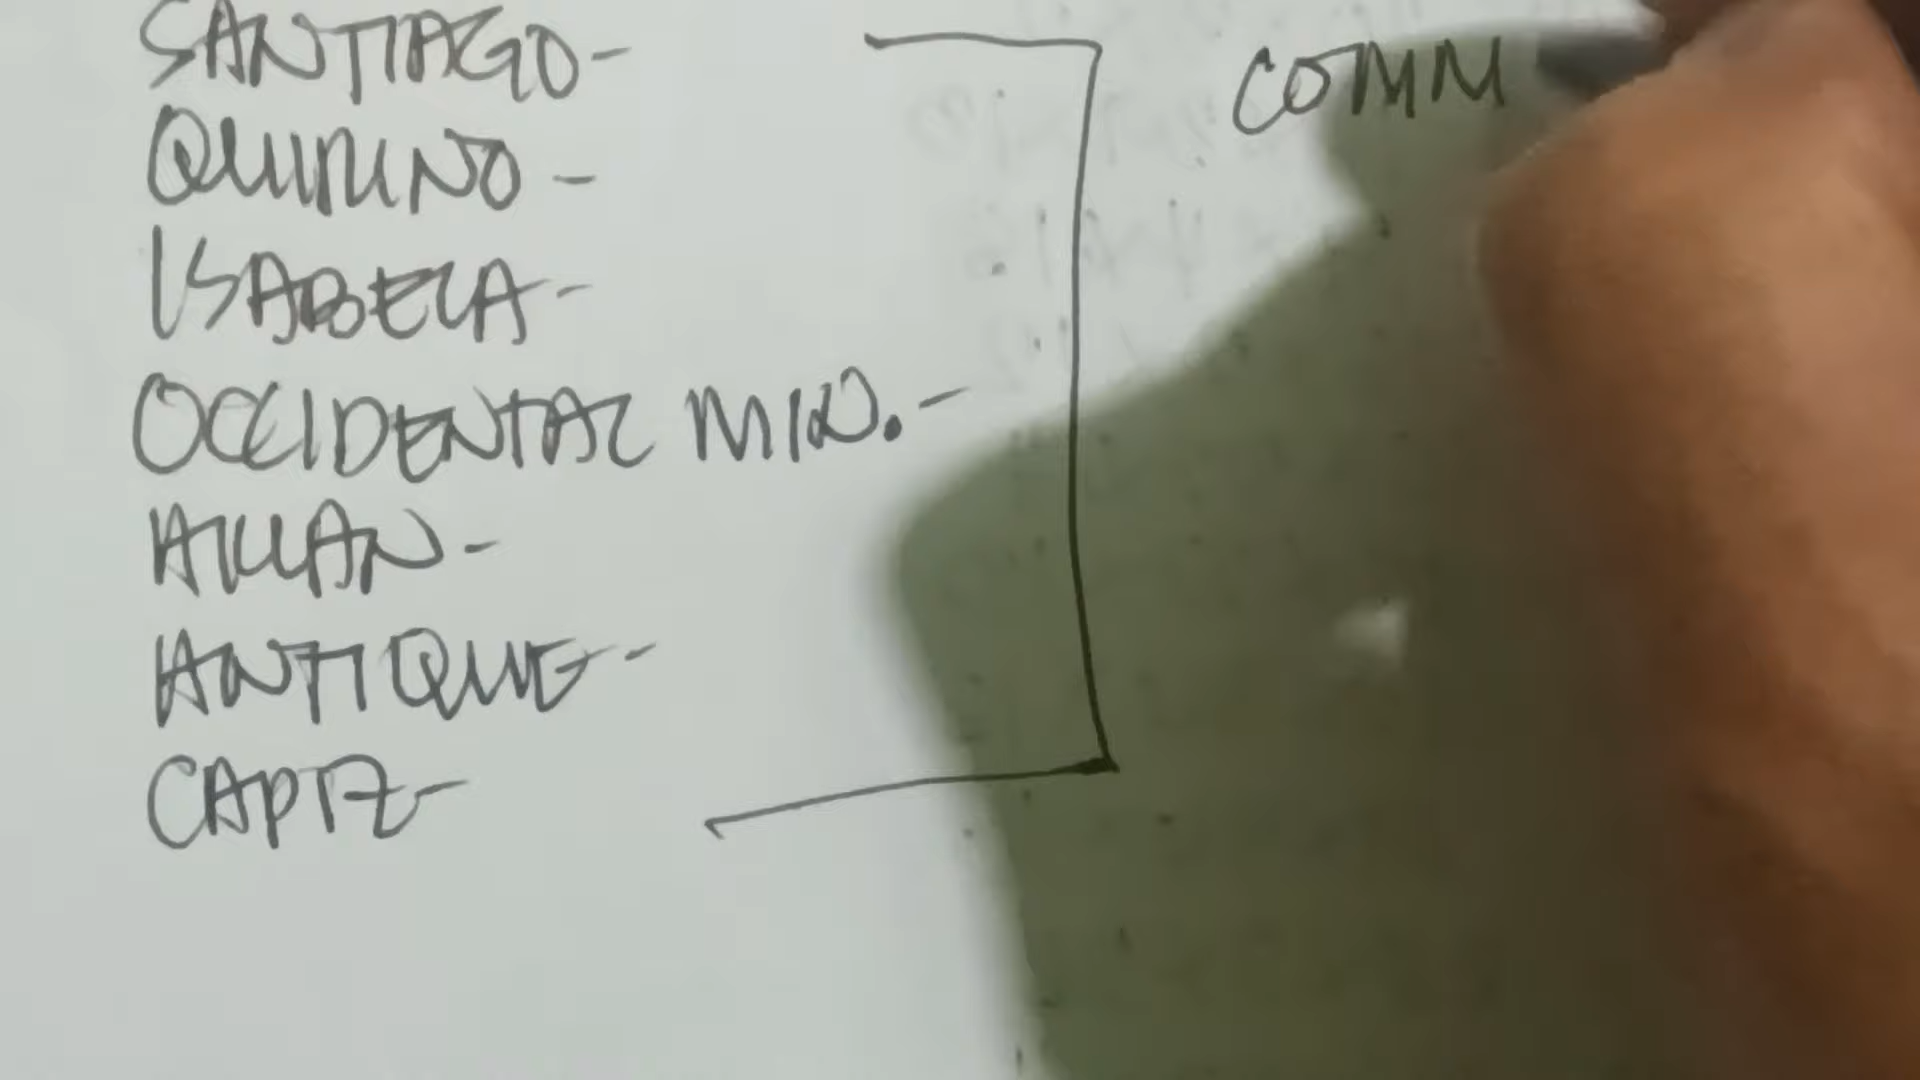 SANTIAGO-
COMM
QUIRINO-
ISABELA-
OCCIDENTAL MIN.-
AKLAN-
ANTIQUE-
CAPIZ-